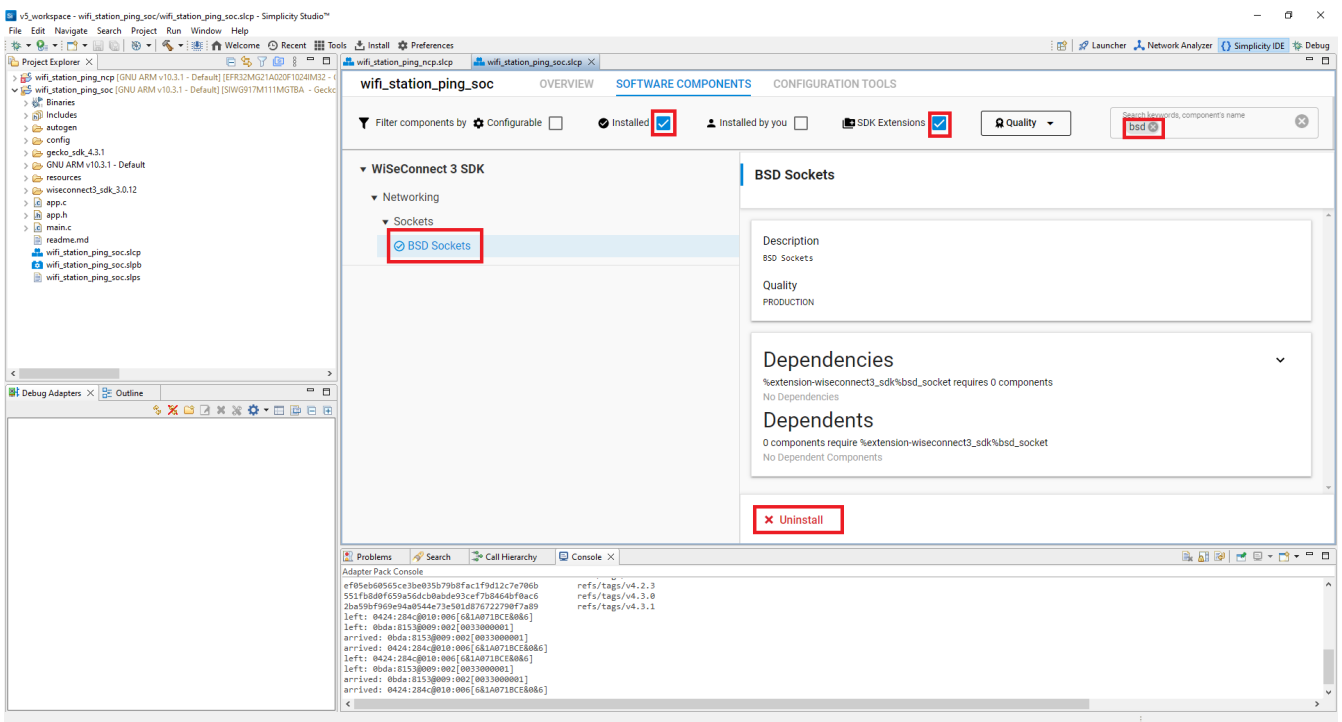 v5_workspace - wifi_station_ping_soc/wifi_station_ping_soc.slcp - Simplicity Studio™
File Edit Navigate Search Project Run Window Help
Welcome Recent Tools Install Preferences
Launcher Network Analyzer Simplicity IDE Debug
Project Explorer
wifi_station_ping_ncp [GNU ARM v10.3.1 - Default] [EFR32MG21A020F1024IM32 -
wifi_station_ping_soc [GNU ARM v10.3.1 - Default] [SIWG917M111MGTBA - Gecko
Binaries
Includes
autogen
config
gecko_sdk_4.3.1
GNU ARM v10.3.1 - Default
resources
wiseconnect3_sdk_3.0.12
app.c
app.h
main.c
readme.md
wifi_station_ping_soc.slcp
wifi_station_ping_soc.slpb
wifi_station_ping_soc.slps
Debug Adapters Outline
wifi_station_ping_ncp.slcp wifi_station_ping_soc.slcp
wifi_station_ping_soc OVERVIEW SOFTWARE COMPONENTS CONFIGURATION TOOLS
Filter components by Configurable Installed Installed by you SDK Extensions Quality
Search keywords, component's name
bsd
WiSeConnect 3 SDK
Networking
Sockets
BSD Sockets
BSD Sockets
Description
BSD Sockets
Quality
PRODUCTION
Dependencies
%extension-wiseconnect3_sdk%bsd_socket requires 0 components
No Dependencies
Dependents
0 components require %extension-wiseconnect3_sdk%bsd_socket
No Dependent Components
Uninstall
Problems Search Call Hierarchy Console
Adapter Pack Console
ef05eb60565ce3be035b79b8fac1f9d12c7e706b refs/tags/v4.2.3
551fb8d0f659a56dcb0abde93cef7b8464bf0ac6 refs/tags/v4.3.0
2ba59bf969e94a0544e73e501d876722790f7a89 refs/tags/v4.3.1
left: 0424:284c@010:006[6&1A071BCE&0&6]
left: 0bda:8153@009:002[0033000001]
arrived: 0bda:8153@009:002[0033000001]
arrived: 0424:284c@010:006[6&1A071BCE&0&6]
left: 0424:284c@010:006[6&1A071BCE&0&6]
left: 0bda:8153@009:002[0033000001]
arrived: 0bda:8153@009:002[0033000001]
arrived: 0424:284c@010:006[6&1A071BCE&0&6]